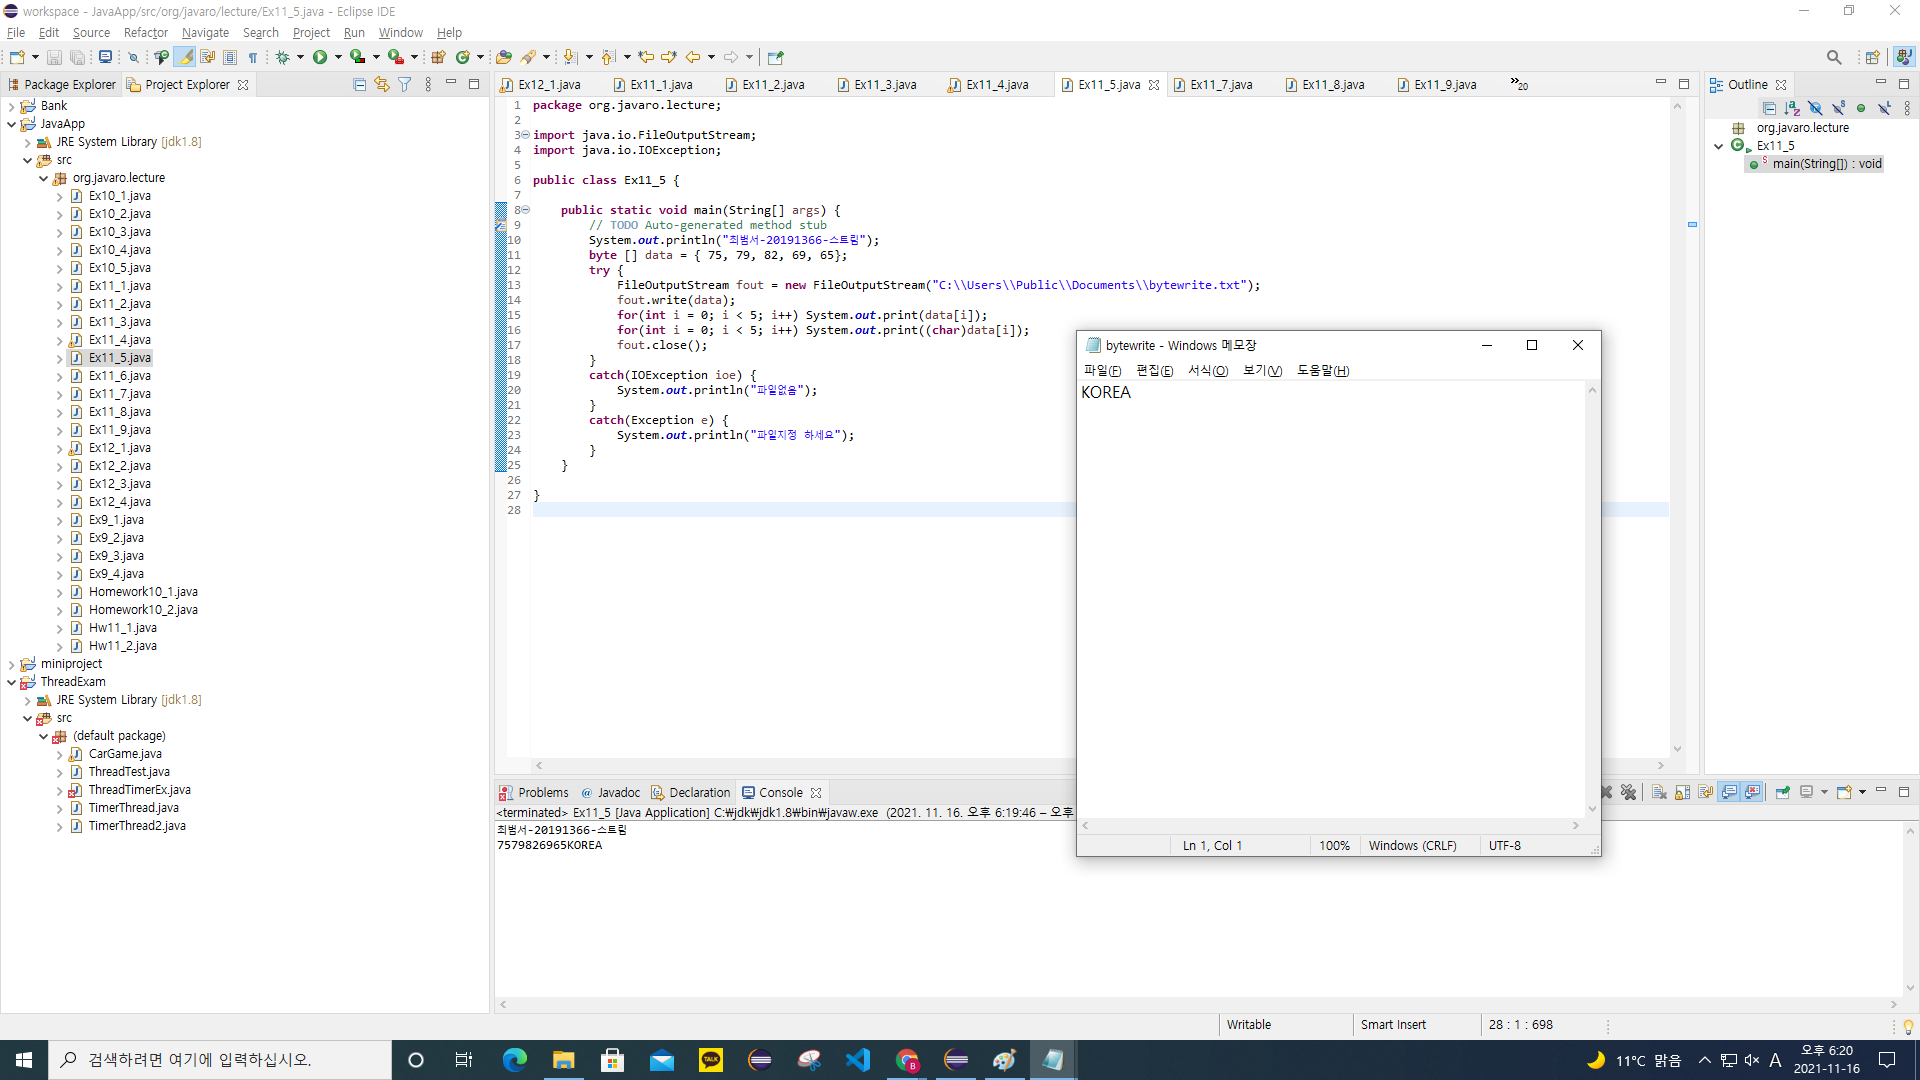 workspace - JavaApp/src/org/javaro/lecture/Ex11_5.java - Eclipse IDE
File Edit Source Refactor Navigate Search Project Run Window Help
Package Explorer Project Explorer
Bank
JavaApp
JRE System Library [jdk1.8]
src
org.javaro.lecture
Ex10_1.java
Ex10_2.java
Ex10_3.java
Ex10_4.java
Ex10_5.java
Ex11_1.java
Ex11_2.java
Ex11_3.java
Ex11_4.java
Ex11_5.java
Ex11_6.java
Ex11_7.java
Ex11_8.java
Ex11_9.java
Ex12_1.java
Ex12_2.java
Ex12_3.java
Ex12_4.java
Ex9_1.java
Ex9_2.java
Ex9_3.java
Ex9_4.java
Homework10_1.java
Homework10_2.java
Hw11_1.java
Hw11_2.java
miniproject
ThreadExam
JRE System Library [jdk1.8]
src
(default package)
CarGame.java
ThreadTest.java
ThreadTimerEx.java
TimerThread.java
TimerThread2.java
Ex12_1.java Ex11_1.java Ex11_2.java Ex11_3.java Ex11_4.java Ex11_5.java Ex11_7.java Ex11_8.java Ex11_9.java »20
1 package org.javaro.lecture;
2
3 import java.io.FileOutputStream;
4 import java.io.IOException;
5
6 public class Ex11_5 {
7
8 public static void main(String[] args) {
9 // TODO Auto-generated method stub
10 System.out.println("최범서-20191366-스트림");
11 byte [] data = { 75, 79, 82, 69, 65};
12 try {
13 FileOutputStream fout = new FileOutputStream("C:\\Users\\Public\\Documents\\bytewrite.txt");
14 fout.write(data);
15 for(int i = 0; i < 5; i++) System.out.print(data[i]);
16 for(int i = 0; i < 5; i++) System.out.print((char)data[i]);
17 fout.close();
18 }
19 catch(IOException ioe) {
20 System.out.println("파일없음");
21 }
22 catch(Exception e) {
23 System.out.println("파일지정 하세요");
24 }
25 }
26
27 }
28
bytewrite - Windows 메모장
파일(F) 편집(E) 서식(O) 보기(V) 도움말(H)
KOREA
Ln 1, Col 1 100% Windows (CRLF) UTF-8
Outline
org.javaro.lecture
Ex11_5
main(String[]) : void
Problems Javadoc Declaration Console
<terminated> Ex11_5 [Java Application] C:₩jdk₩jdk1.8₩bin₩javaw.exe (2021. 11. 16. 오후 6:19:46 – 오후
최범서-20191366-스트림
7579826965KOREA
Writable Smart Insert 28 : 1 : 698
검색하려면 여기에 입력하십시오.
TALK
B
11°C 맑음
A
오후 6:20
2021-11-16